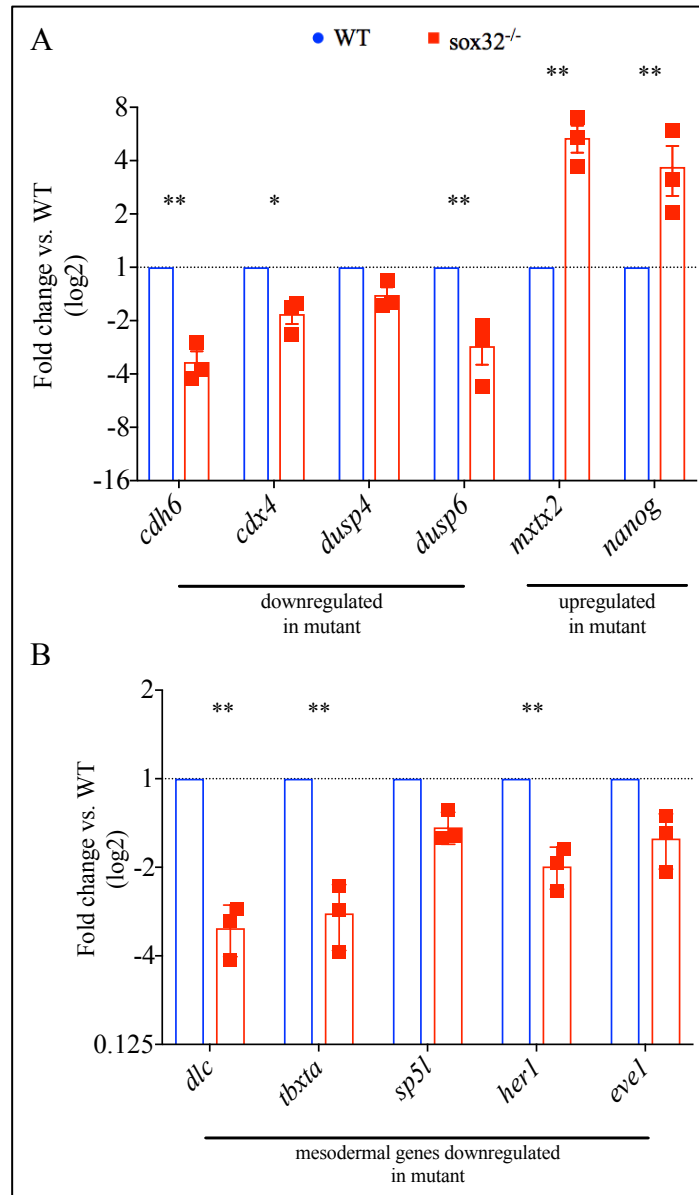 A
WT
sox32-/-
**
*
**
**
**
8
4
2
1
-2
-4
-8
-16
Fold change vs. WT
(log2)
cdh6
cdx4
dusp4
dusp6
mxtx2
nanog
downregulated
in mutant
upregulated
in mutant
B
**
**
**
2
1
-2
-4
0.125
Fold change vs. WT
(log2)
dlc
tbxta
sp5l
her1
eve1
mesodermal genes downregulated
in mutant